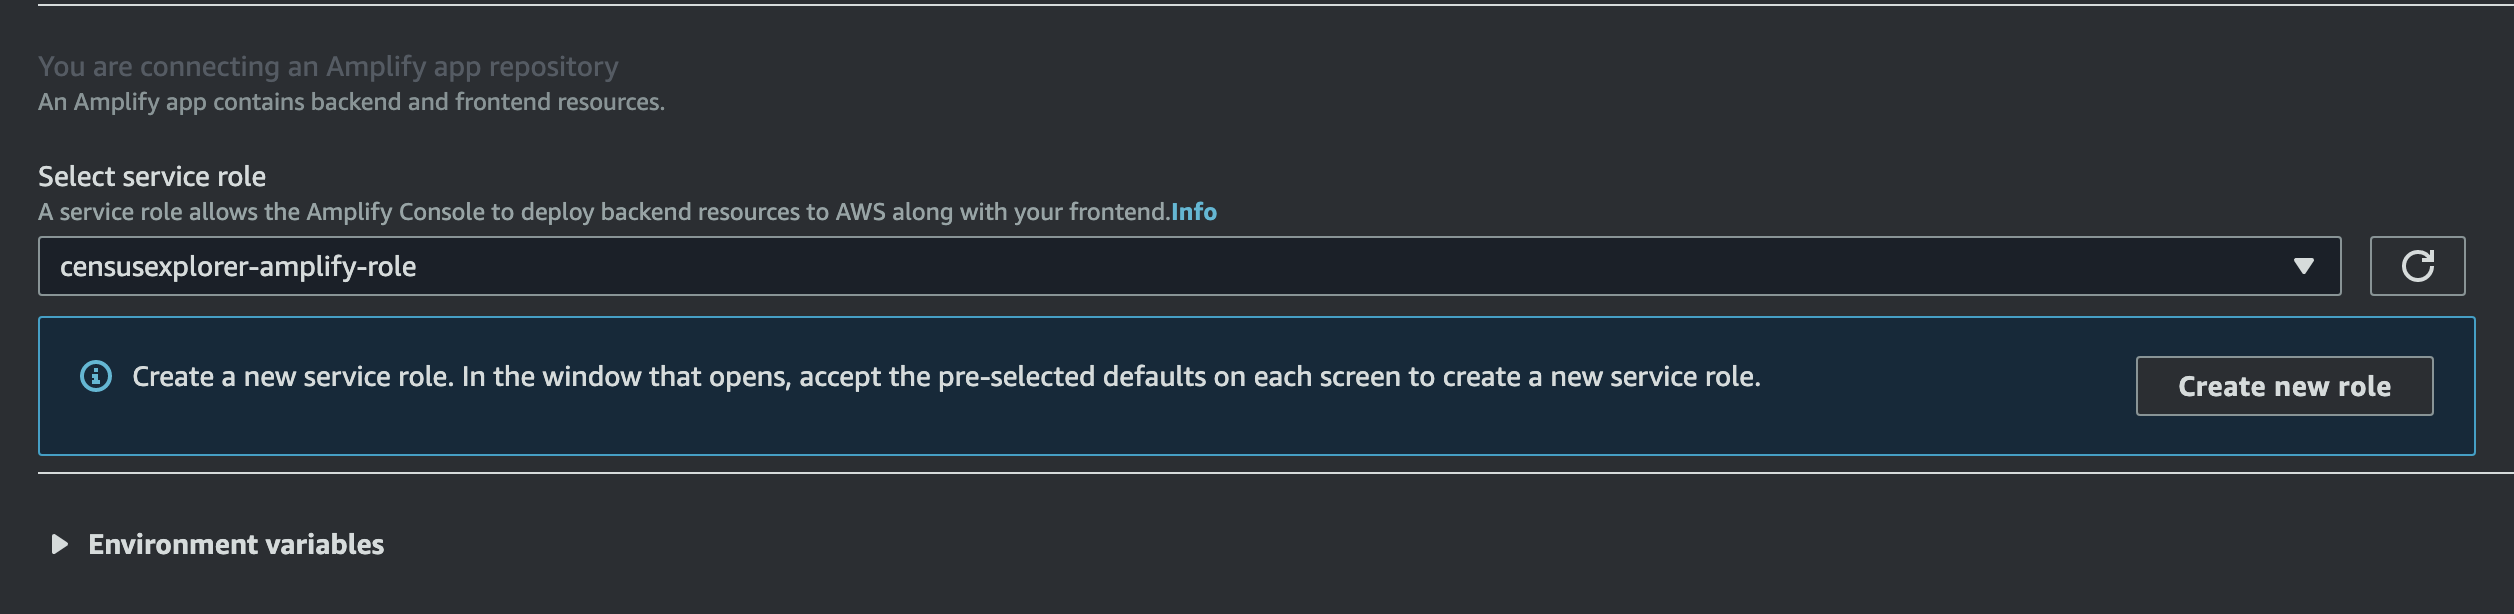 You are connecting an Amplify app repository
An Amplify app contains backend and frontend resources.
Select service role
A service role allows the Amplify Console to deploy backend resources to AWS along with your frontend.Info
censusexplorer-amplify-role
Create a new service role. In the window that opens, accept the pre-selected defaults on each screen to create a new service role.
Create new role
Environment variables